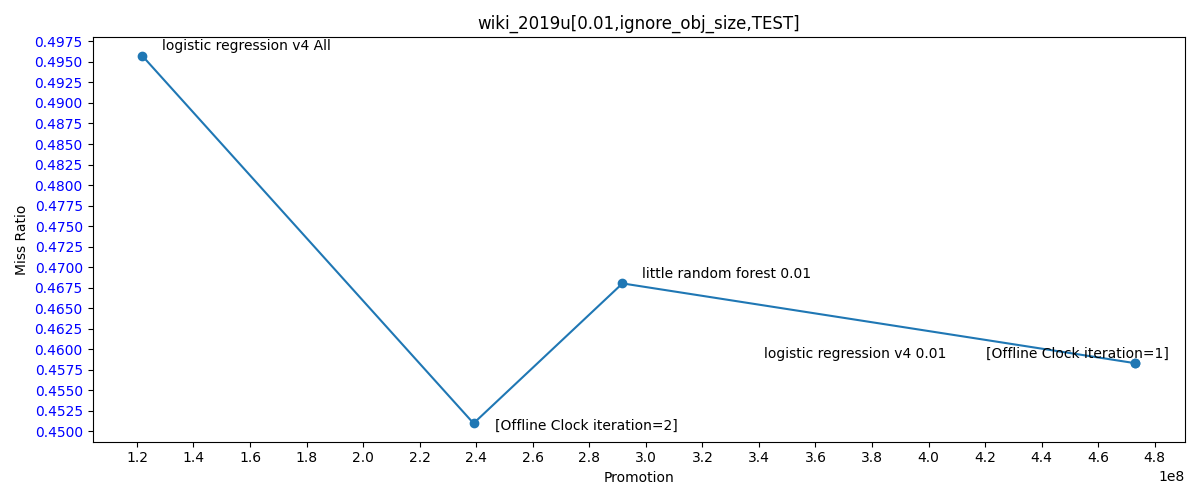 wiki_2019u[0.01,ignore_obj_size,TEST]
0.4975
0.4950
0.4925
0.4900
0.4875
0.4850
0.4825
0.4800
0.4775
0.4750
0.4725
0.4700
0.4675
0.4650
0.4625
0.4600
0.4575
0.4550
0.4525
0.4500
Miss Ratio
logistic regression v4 All
little random forest 0.01
logistic regression v4 0.01
[Offline Clock iteration=1]
[Offline Clock iteration=2]
1.2 1.4 1.6 1.8 2.0 2.2 2.4 2.6 2.8 3.0 3.2 3.4 3.6 3.8 4.0 4.2 4.4 4.6 4.8
1e8
Promotion